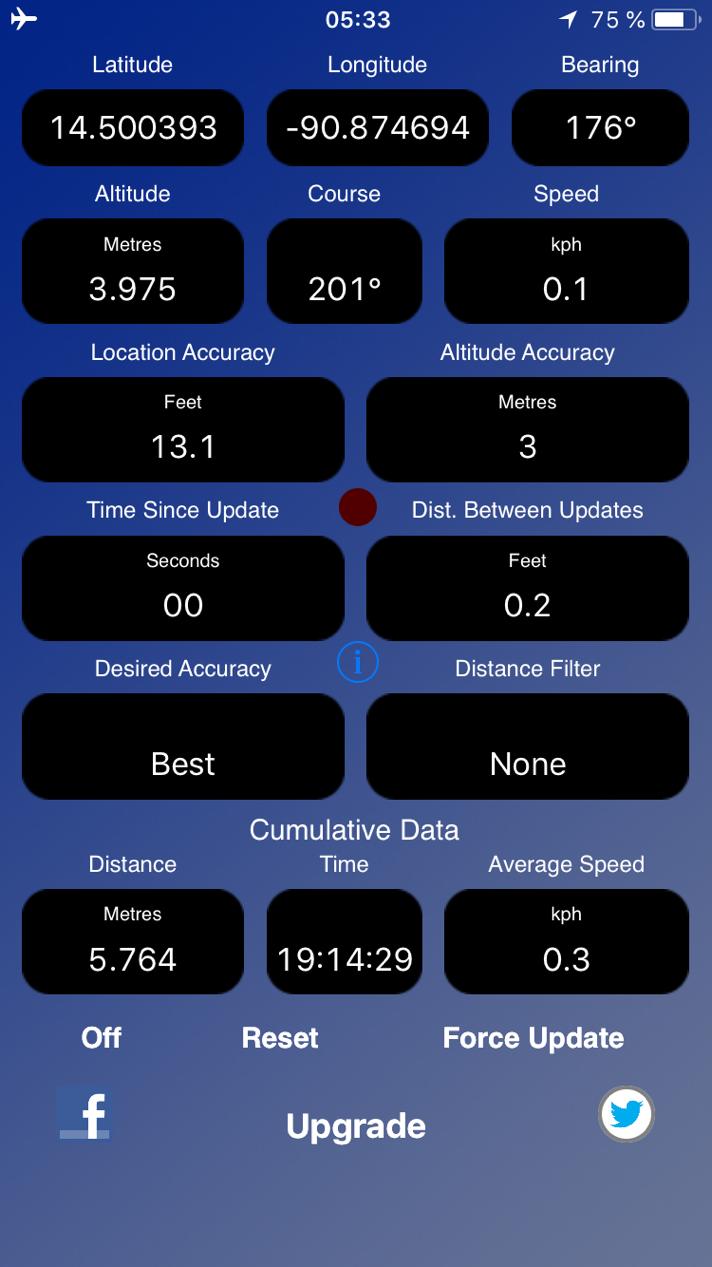 05:33
75 %
Latitude Longitude Bearing
14.500393 -90.874694 176°
Altitude Course Speed
Metres kph
3.975 201° 0.1
Location Accuracy Altitude Accuracy
Feet Metres
13.1 3
Time Since Update Dist. Between Updates
Seconds Feet
00 0.2
i
Desired Accuracy Distance Filter
Best None
Cumulative Data
Distance Time Average Speed
Metres kph
5.764 19:14:29 0.3
Off Reset Force Update
f
Upgrade